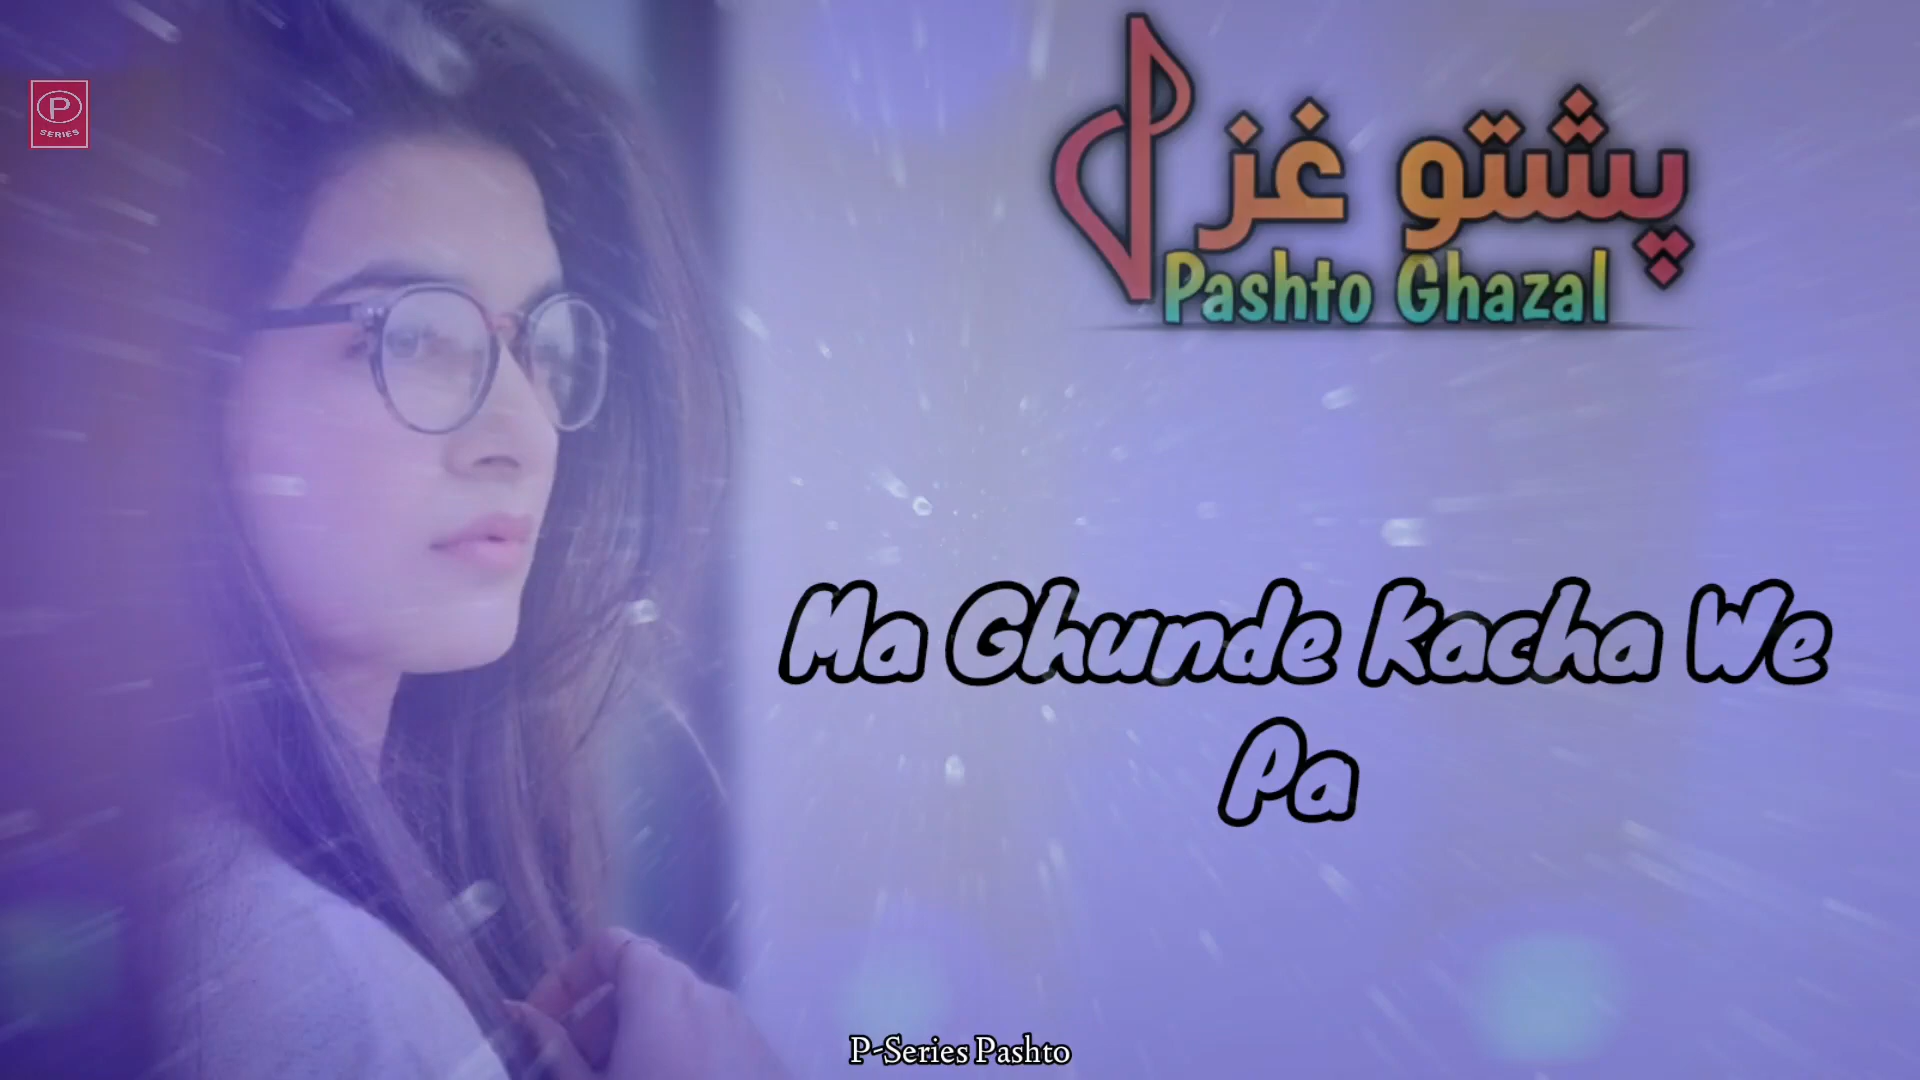 P
SERIES
پشتو غزل
Pashto Ghazal
Ma Ghunde Kacha We
Pa
P-Series Pashto